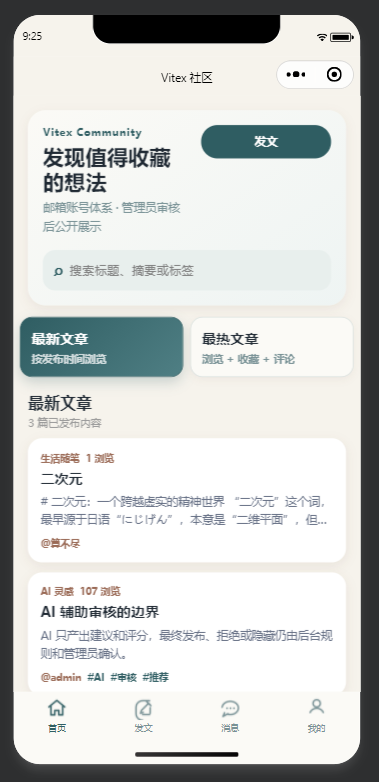 9:25
Vitex 社区
Vitex Community
发现值得收藏
的想法
邮箱账号体系 · 管理员审核
后公开展示
发文
搜索标题、摘要或标签
最新文章
按发布时间浏览
最热文章
浏览 + 收藏 + 评论
最新文章
3 篇已发布内容
生活随笔 1 浏览
二次元
# 二次元：一个跨越虚实的精神世界 “二次元”这个词，
最早源于日语“にじげん”，本意是“二维平面”，但...
@算不尽
AI 灵感 107 浏览
AI 辅助审核的边界
AI 只产出建议和评分，最终发布、拒绝或隐藏仍由后台规
则和管理员确认。
@admin #AI #审核 #推荐
首页
发文
消息
我的